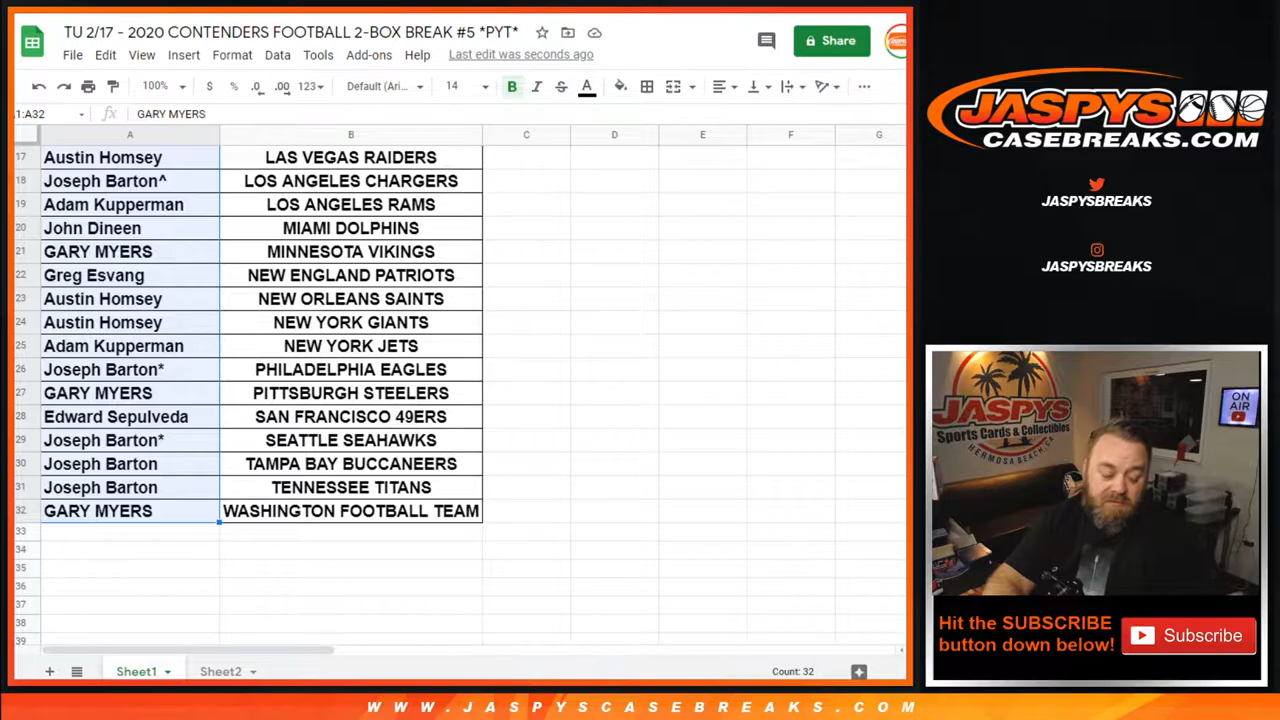 TU 2/17 - 2020 CONTENDERS FOOTBALL 2-BOX BREAK #5 *PYT*
File Edit View Insert Format Data Tools Add-ons Help Last edit was seconds ago
Share
100% $ % .0 .00 123 Default (Ari... 14 B I S A
1:A32 fx GARY MYERS
A B C D E F G
17 Austin Homsey LAS VEGAS RAIDERS
18 Joseph Barton^ LOS ANGELES CHARGERS
19 Adam Kupperman LOS ANGELES RAMS
20 John Dineen MIAMI DOLPHINS
21 GARY MYERS MINNESOTA VIKINGS
22 Greg Esvang NEW ENGLAND PATRIOTS
23 Austin Homsey NEW ORLEANS SAINTS
24 Austin Homsey NEW YORK GIANTS
25 Adam Kupperman NEW YORK JETS
26 Joseph Barton* PHILADELPHIA EAGLES
27 GARY MYERS PITTSBURGH STEELERS
28 Edward Sepulveda SAN FRANCISCO 49ERS
29 Joseph Barton* SEATTLE SEAHAWKS
30 Joseph Barton TAMPA BAY BUCCANEERS
31 Joseph Barton TENNESSEE TITANS
32 GARY MYERS WASHINGTON FOOTBALL TEAM
33
34
35
36
37
38
39
Sheet1 Sheet2 Count: 32
JASPYS
CASEBREAKS.COM
JASPYSBREAKS
JASPYSBREAKS
JASPYS
Sports Cards & Collectibles
HERMOSA BEACH, CA
ON
AIR
Hit the SUBSCRIBE
button down below!
Subscribe
WWW.JASPYSCASEBREAKS.COM